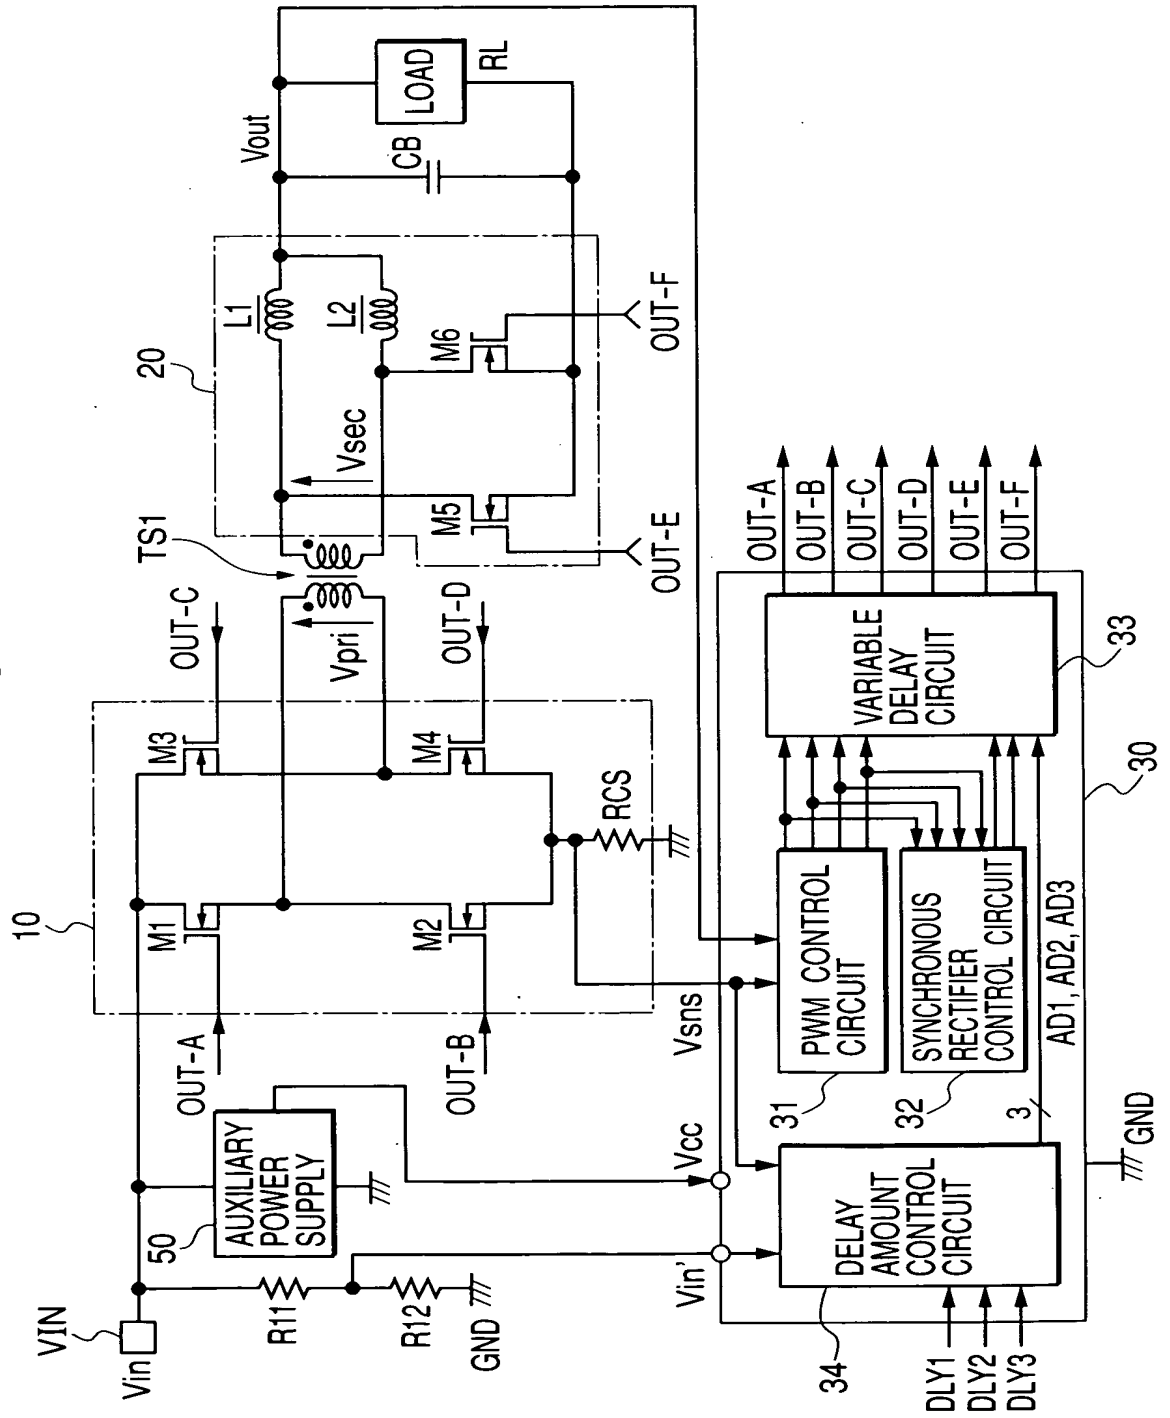 VIN
Vin
R11
R12
GND
50
AUXILIARY
POWER
SUPPLY
10
OUT-A
OUT-B
M1
M2
M3
M4
RCS
OUT-C
OUT-D
TS1
Vpri
Vsec
20
L1
L2
M5
M6
OUT-E
OUT-F
Vout
CB
LOAD
RL
Vin'
Vcc
Vsns
DLY1
DLY2
DLY3
34
DELAY
AMOUNT
CONTROL
CIRCUIT
31
PWM CONTROL
CIRCUIT
32
SYNCHRONOUS
RECTIFIER
CONTROL CIRCUIT
3
AD1, AD2, AD3
VARIABLE
DELAY
CIRCUIT
33
30
GND
OUT-A
OUT-B
OUT-C
OUT-D
OUT-E
OUT-F